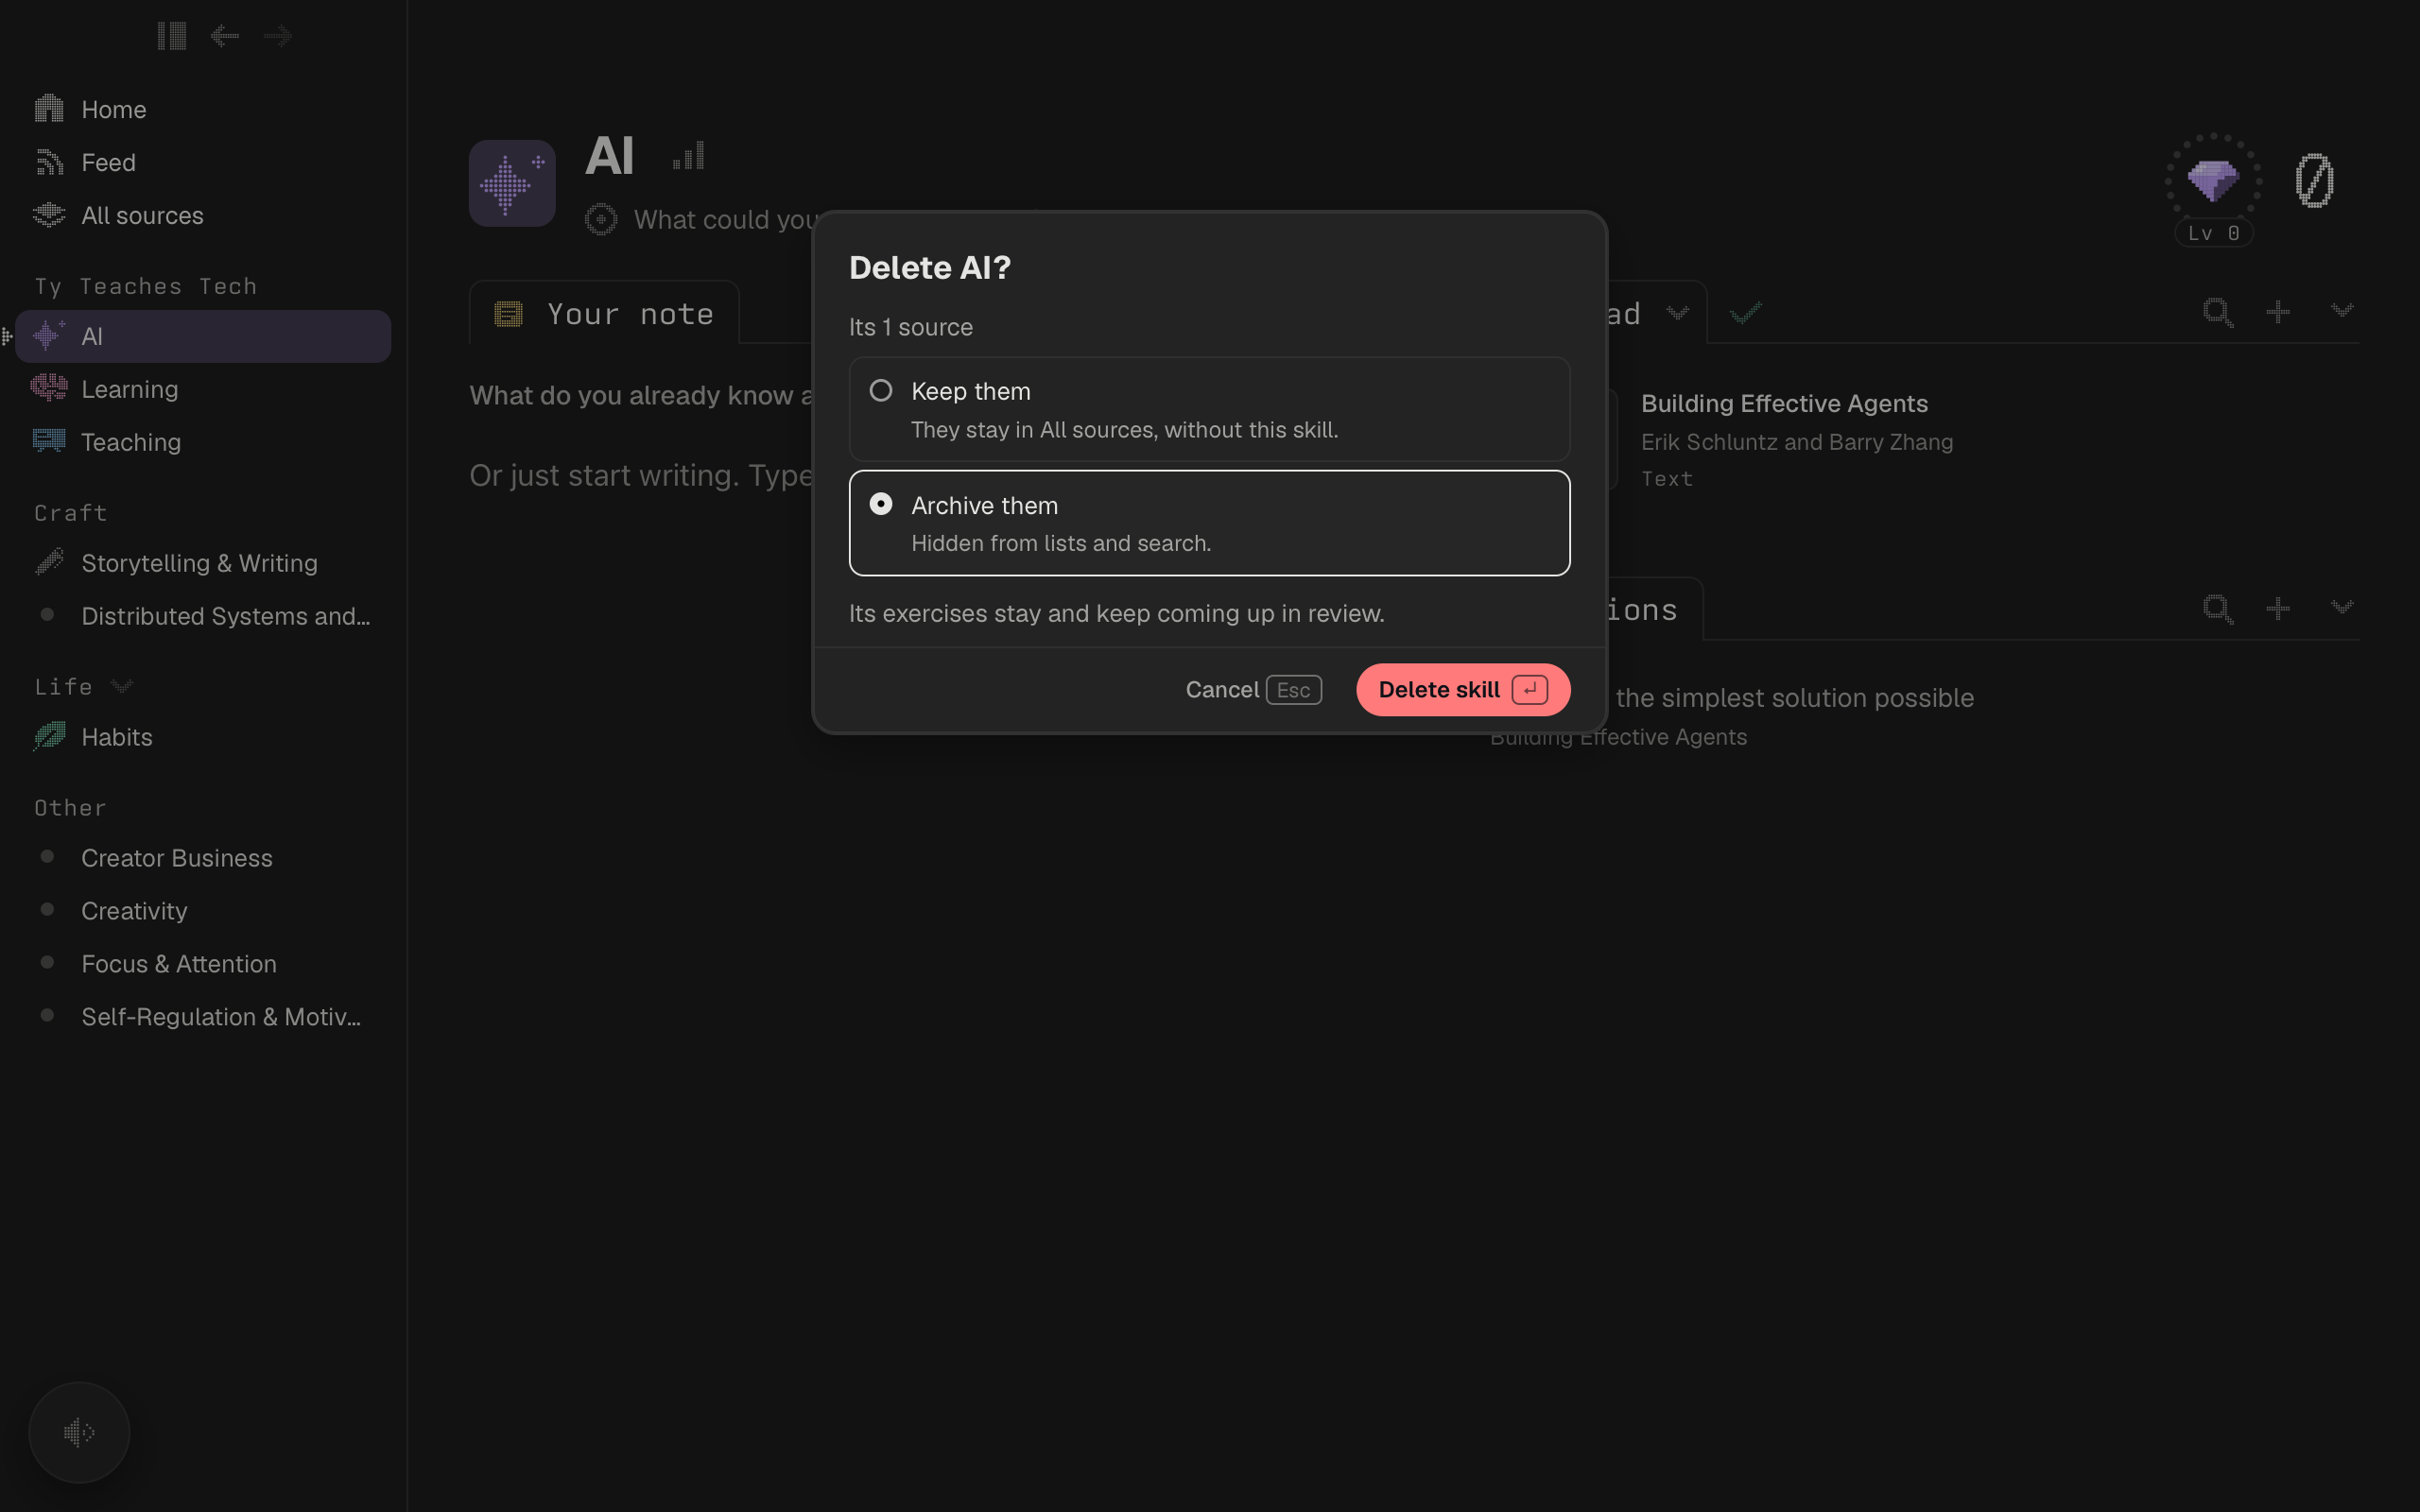 Home
Feed
All sources
Ty Teaches Tech
AI
Learning
Teaching
Craft
Storytelling & Writing
Distributed Systems and...
Life
Habits
Other
Creator Business
Creativity
Focus & Attention
Self-Regulation & Motiv...
AI
What could you
Lv 0
0
Your note
What do you already know a
Or just start writing. Type
Delete AI?
Its 1 source
Keep them
They stay in All sources, without this skill.
Archive them
Hidden from lists and search.
Its exercises stay and keep coming up in review.
Cancel Esc
Delete skill
ad
Building Effective Agents
Erik Schluntz and Barry Zhang
Text
ions
the simplest solution possible
Building Effective Agents